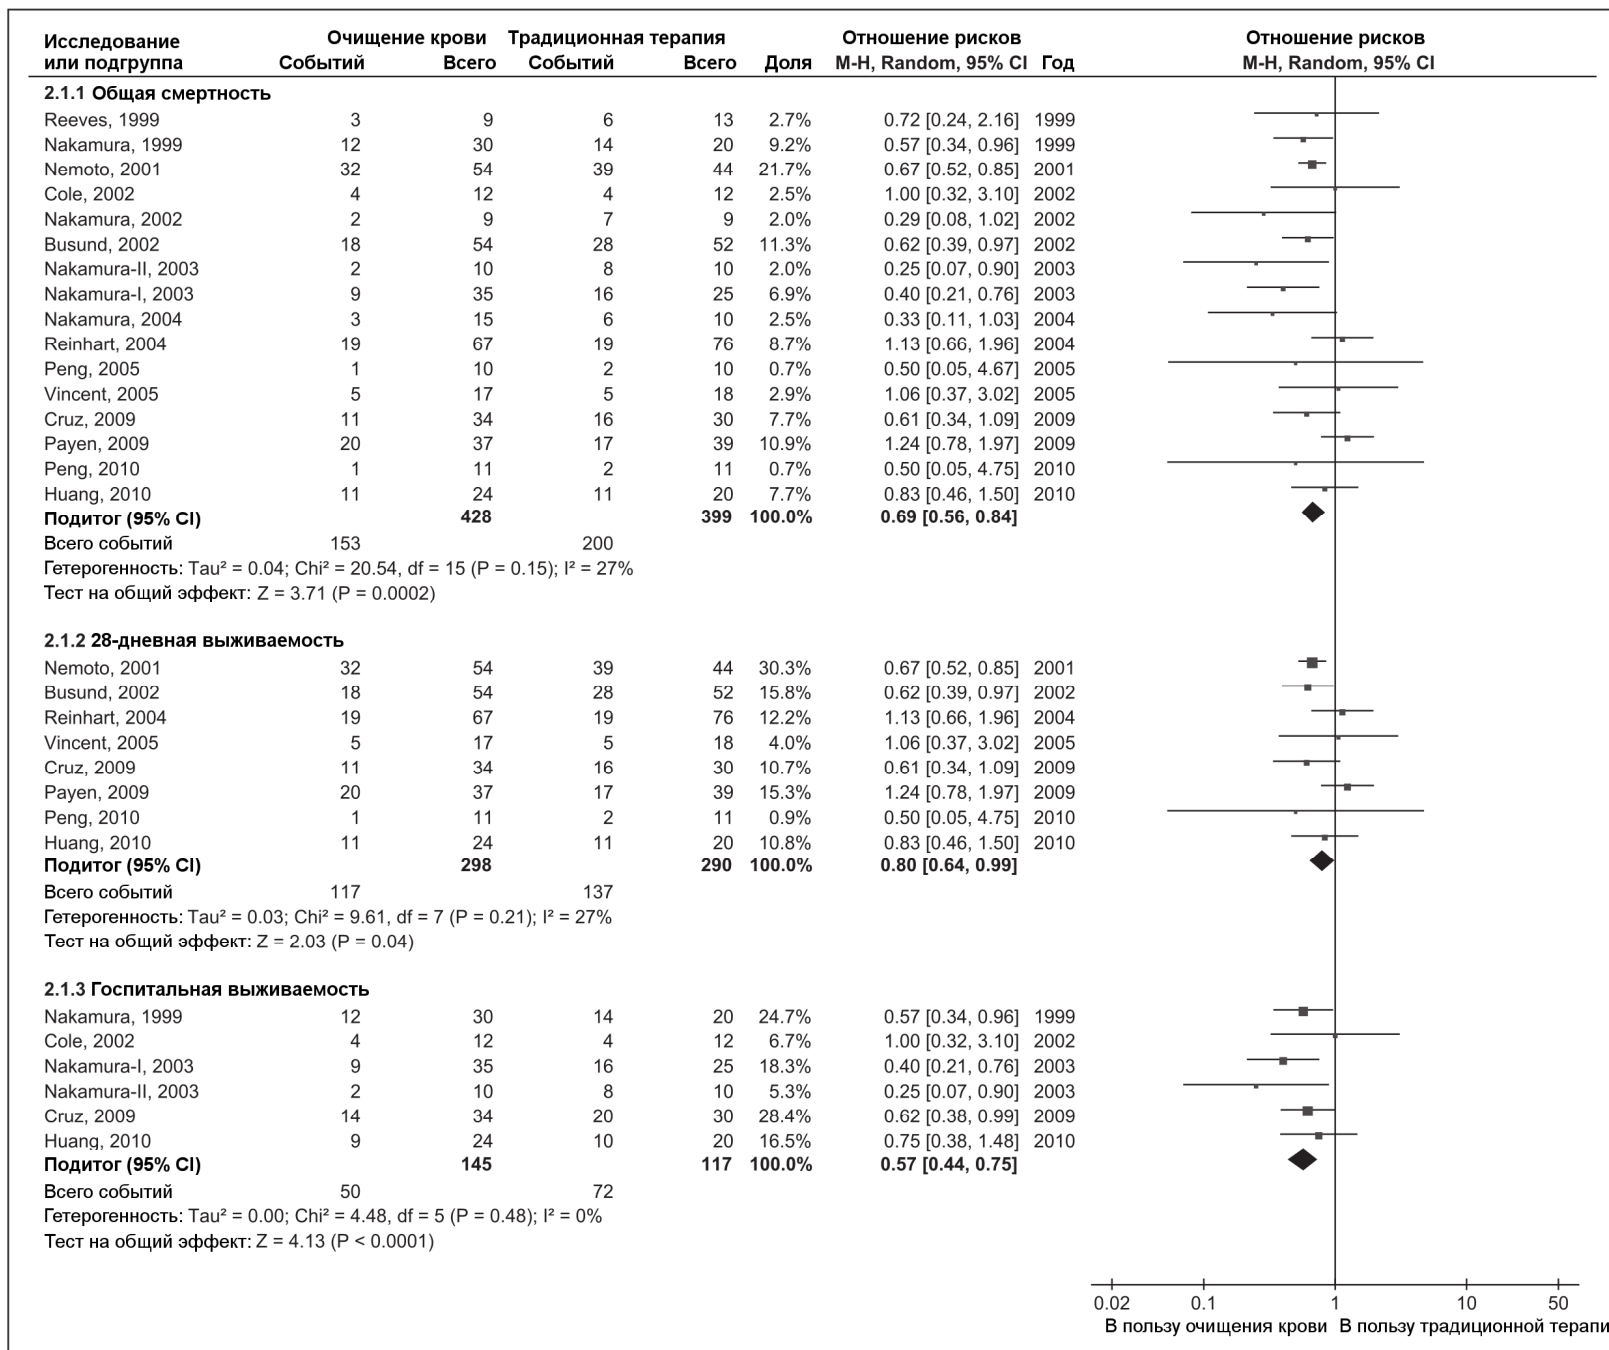 Исследование Очищение крови Традиционная терапия Отношение рисков Отношение рисков
или подгруппа Событий Всего Событий Всего Доля M-H, Random, 95% CI Год M-H, Random, 95% CI
2.1.1 Общая смертность
Reeves, 1999 3 9 6 13 2.7% 0.72 [0.24, 2.16] 1999
Nakamura, 1999 12 30 14 20 9.2% 0.57 [0.34, 0.96] 1999
Nemoto, 2001 32 54 39 44 21.7% 0.67 [0.52, 0.85] 2001
Cole, 2002 4 12 4 12 2.5% 1.00 [0.32, 3.10] 2002
Nakamura, 2002 2 9 7 9 2.0% 0.29 [0.08, 1.02] 2002
Busund, 2002 18 54 28 52 11.3% 0.62 [0.39, 0.97] 2002
Nakamura-II, 2003 2 10 8 10 2.0% 0.25 [0.07, 0.90] 2003
Nakamura-I, 2003 9 35 16 25 6.9% 0.40 [0.21, 0.76] 2003
Nakamura, 2004 3 15 6 10 2.5% 0.33 [0.11, 1.03] 2004
Reinhart, 2004 19 67 19 76 8.7% 1.13 [0.66, 1.96] 2004
Peng, 2005 1 10 2 10 0.7% 0.50 [0.05, 4.67] 2005
Vincent, 2005 5 17 5 18 2.9% 1.06 [0.37, 3.02] 2005
Cruz, 2009 11 34 16 30 7.7% 0.61 [0.34, 1.09] 2009
Payen, 2009 20 37 17 39 10.9% 1.24 [0.78, 1.97] 2009
Peng, 2010 1 11 2 11 0.7% 0.50 [0.05, 4.75] 2010
Huang, 2010 11 24 11 20 7.7% 0.83 [0.46, 1.50] 2010
Подитог (95% CI) 428 399 100.0% 0.69 [0.56, 0.84]
Всего событий 153 200
Гетерогенность: Tau² = 0.04; Chi² = 20.54, df = 15 (P = 0.15); I² = 27%
Тест на общий эффект: Z = 3.71 (P = 0.0002)
2.1.2 28-дневная выживаемость
Nemoto, 2001 32 54 39 44 30.3% 0.67 [0.52, 0.85] 2001
Busund, 2002 18 54 28 52 15.8% 0.62 [0.39, 0.97] 2002
Reinhart, 2004 19 67 19 76 12.2% 1.13 [0.66, 1.96] 2004
Vincent, 2005 5 17 5 18 4.0% 1.06 [0.37, 3.02] 2005
Cruz, 2009 11 34 16 30 10.7% 0.61 [0.34, 1.09] 2009
Payen, 2009 20 37 17 39 15.3% 1.24 [0.78, 1.97] 2009
Peng, 2010 1 11 2 11 0.9% 0.50 [0.05, 4.75] 2010
Huang, 2010 11 24 11 20 10.8% 0.83 [0.46, 1.50] 2010
Подитог (95% CI) 298 290 100.0% 0.80 [0.64, 0.99]
Всего событий 117 137
Гетерогенность: Tau² = 0.03; Chi² = 9.61, df = 7 (P = 0.21); I² = 27%
Тест на общий эффект: Z = 2.03 (P = 0.04)
2.1.3 Госпитальная выживаемость
Nakamura, 1999 12 30 14 20 24.7% 0.57 [0.34, 0.96] 1999
Cole, 2002 4 12 4 12 6.7% 1.00 [0.32, 3.10] 2002
Nakamura-I, 2003 9 35 16 25 18.3% 0.40 [0.21, 0.76] 2003
Nakamura-II, 2003 2 10 8 10 5.3% 0.25 [0.07, 0.90] 2003
Cruz, 2009 14 34 20 30 28.4% 0.62 [0.38, 0.99] 2009
Huang, 2010 9 24 10 20 16.5% 0.75 [0.38, 1.48] 2010
Подитог (95% CI) 145 117 100.0% 0.57 [0.44, 0.75]
Всего событий 50 72
Гетерогенность: Tau² = 0.00; Chi² = 4.48, df = 5 (P = 0.48); I² = 0%
Тест на общий эффект: Z = 4.13 (P < 0.0001)
0.02 0.1 1 10 50
В пользу очищения крови В пользу традиционной терапи